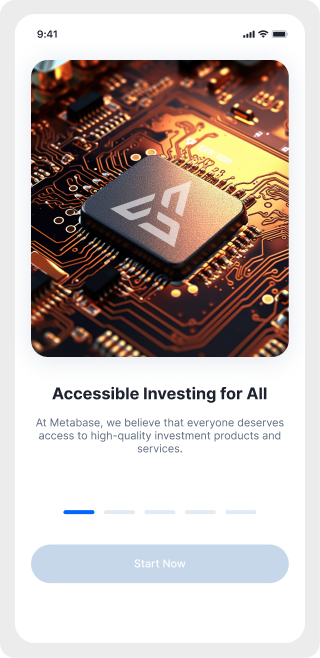 9:41
Accessible Investing for All
At Metabase, we believe that everyone deserves
access to high-quality investment products and
services.
Start Now